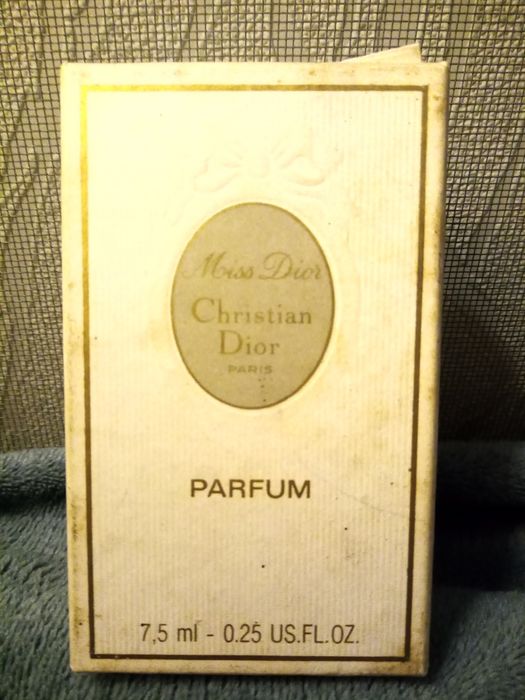 Miss Dior
Christian
Dior
PARIS
PARFUM
7,5 ml - 0.25 US.FL.OZ.